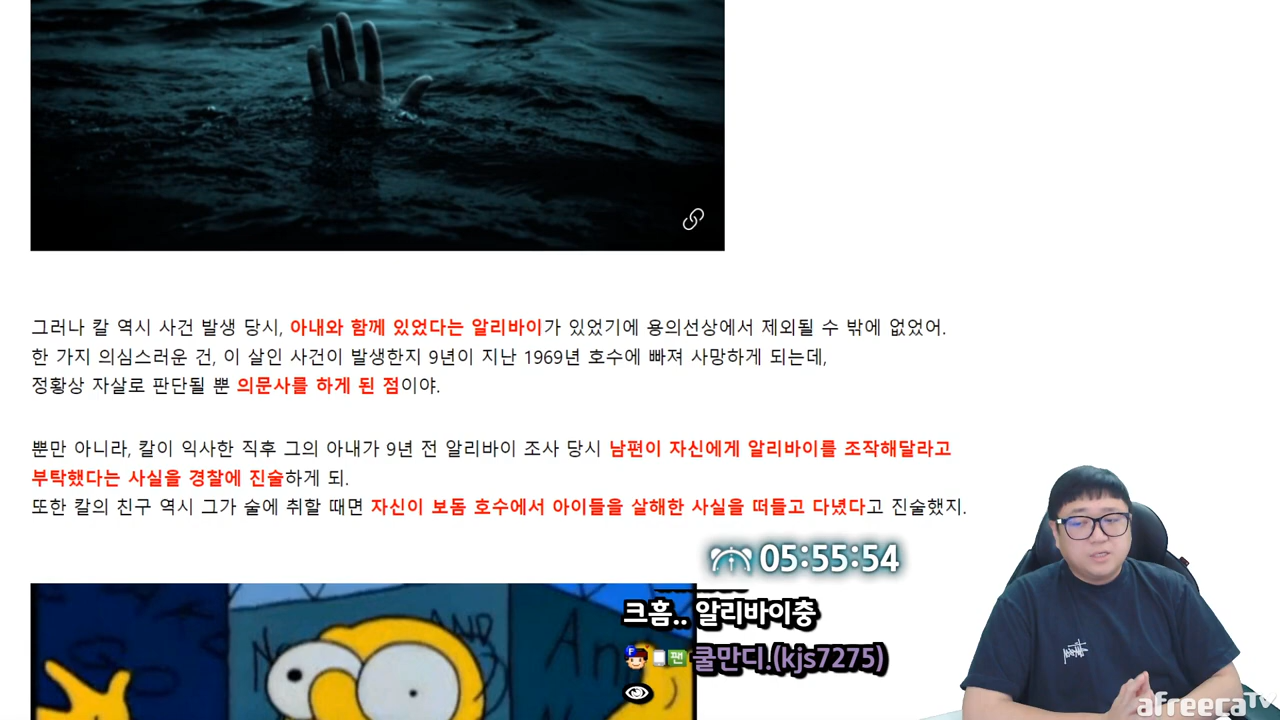 그러나 칼 역시 사건 발생 당시, 아내와 함께 있었다는 알리바이가 있었기에 용의선상에서 제외될 수 밖에 없었어.
한 가지 의심스러운 건, 이 살인 사건이 발생한지 9년이 지난 1969년 호수에 빠져 사망하게 되는데,
정황상 자살로 판단될 뿐 의문사를 하게 된 점이야.
뿐만 아니라, 칼이 익사한 직후 그의 아내가 9년 전 알리바이 조사 당시 남편이 자신에게 알리바이를 조작해달라고
부탁했다는 사실을 경찰에 진술하게 되.
또한 칼의 친구 역시 그가 술에 취할 때면 자신이 보돔 호수에서 아이들을 살해한 사실을 떠들고 다녔다고 진술했지.
05:55:54
크흠.. 알리바이충
F 팬 쿨만디.(kjs7275)
AND
afreecaTV